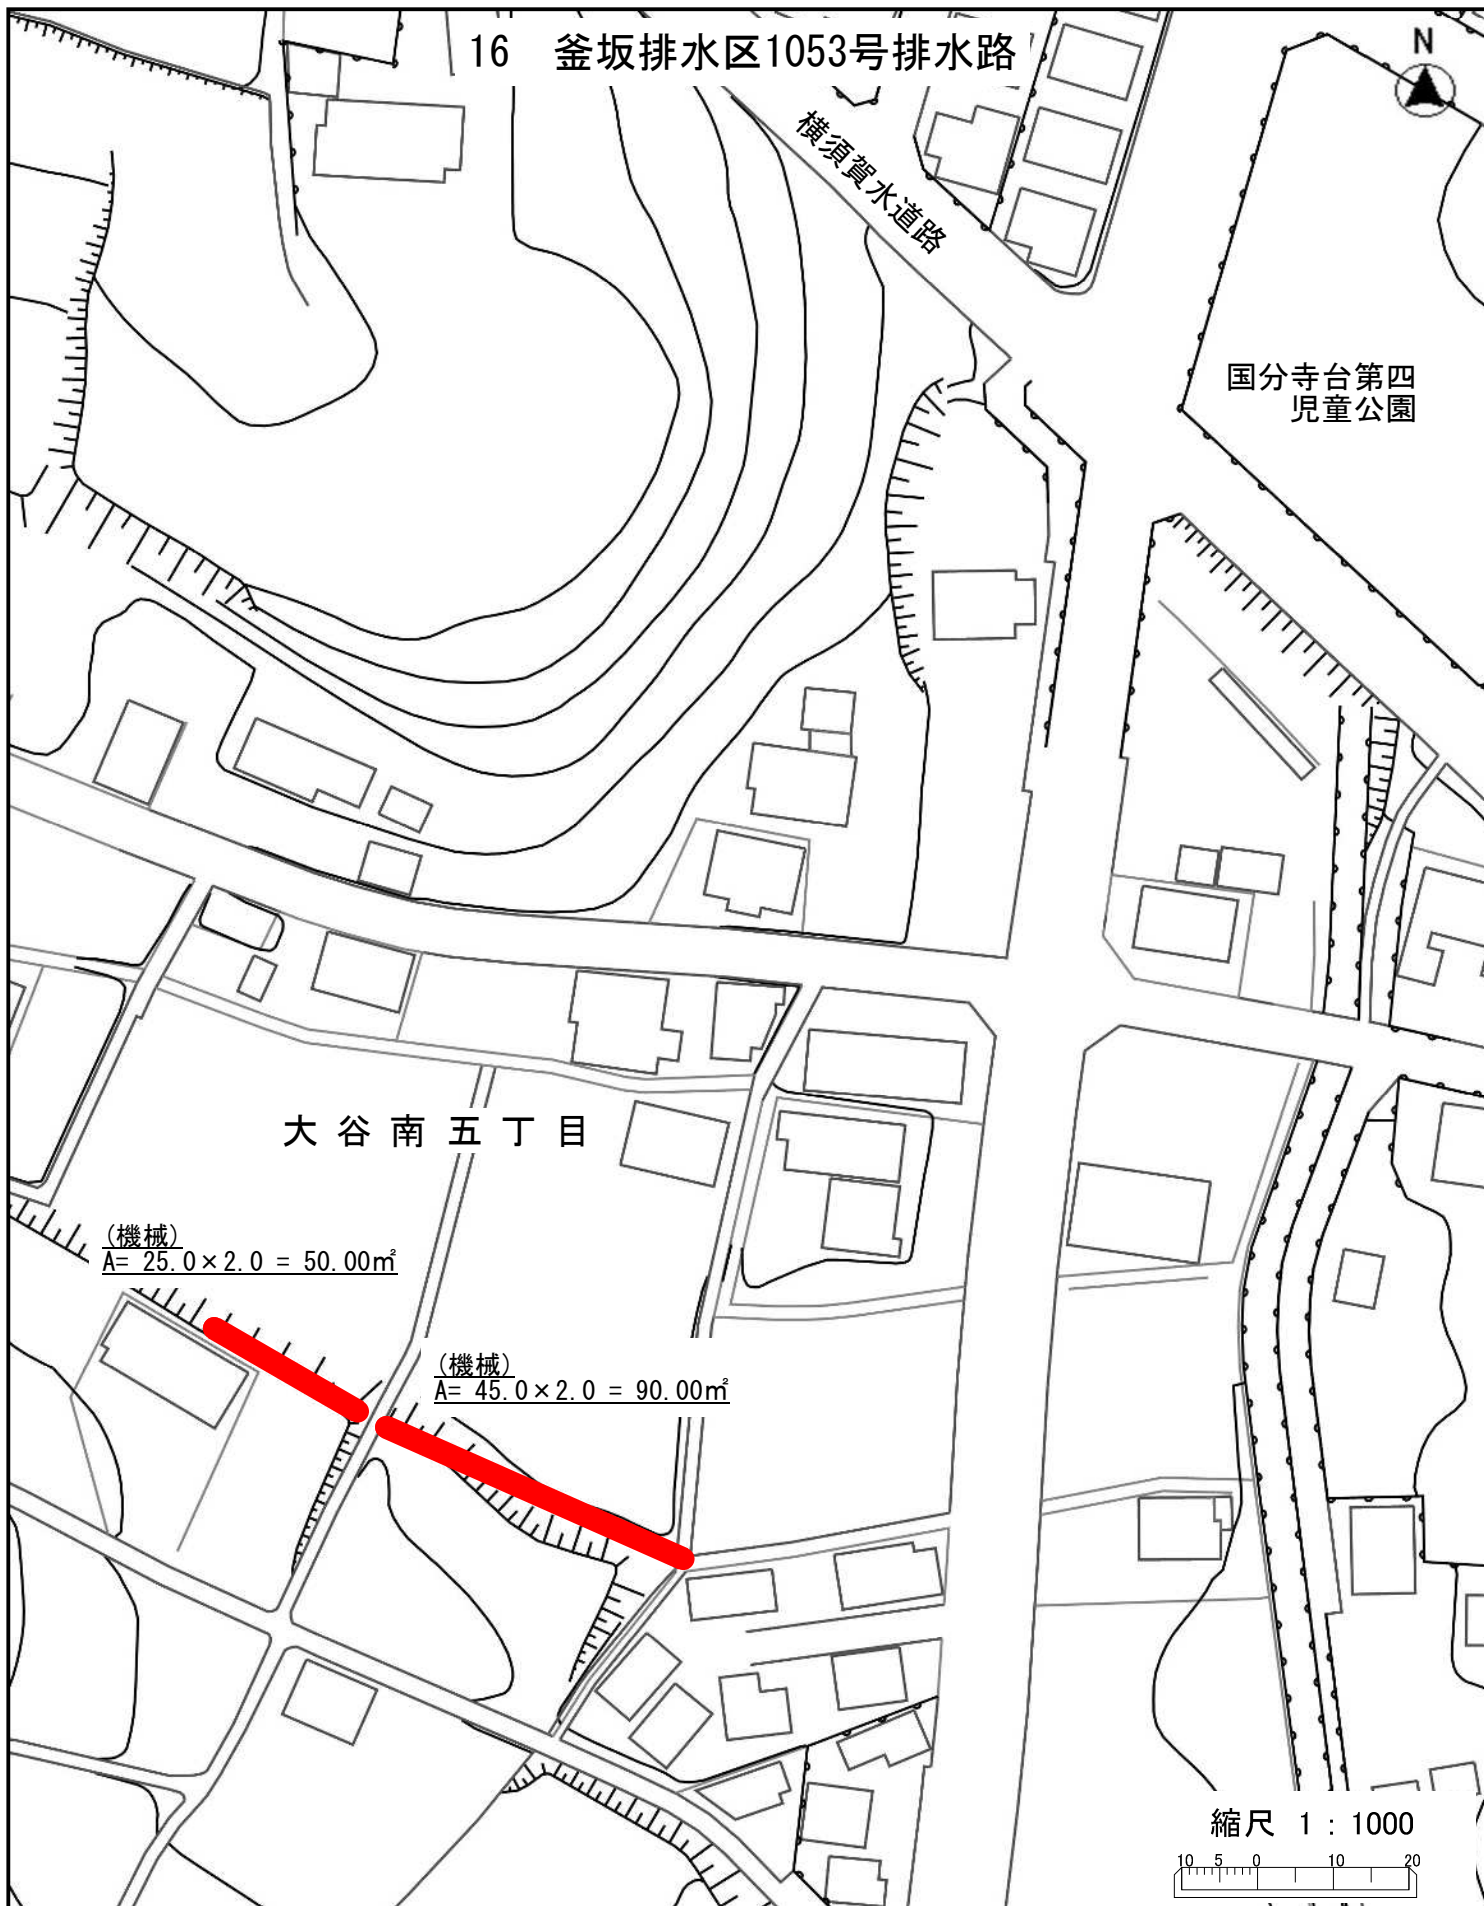 16　釜坂排水区1053号排水路
N
横須賀水道路
国分寺台第四
児童公園
大谷南五丁目
(機械)
A= 25.0×2.0 = 50.00㎡
(機械)
A= 45.0×2.0 = 90.00㎡
縮尺 1 : 1000
10 5 0 10 20